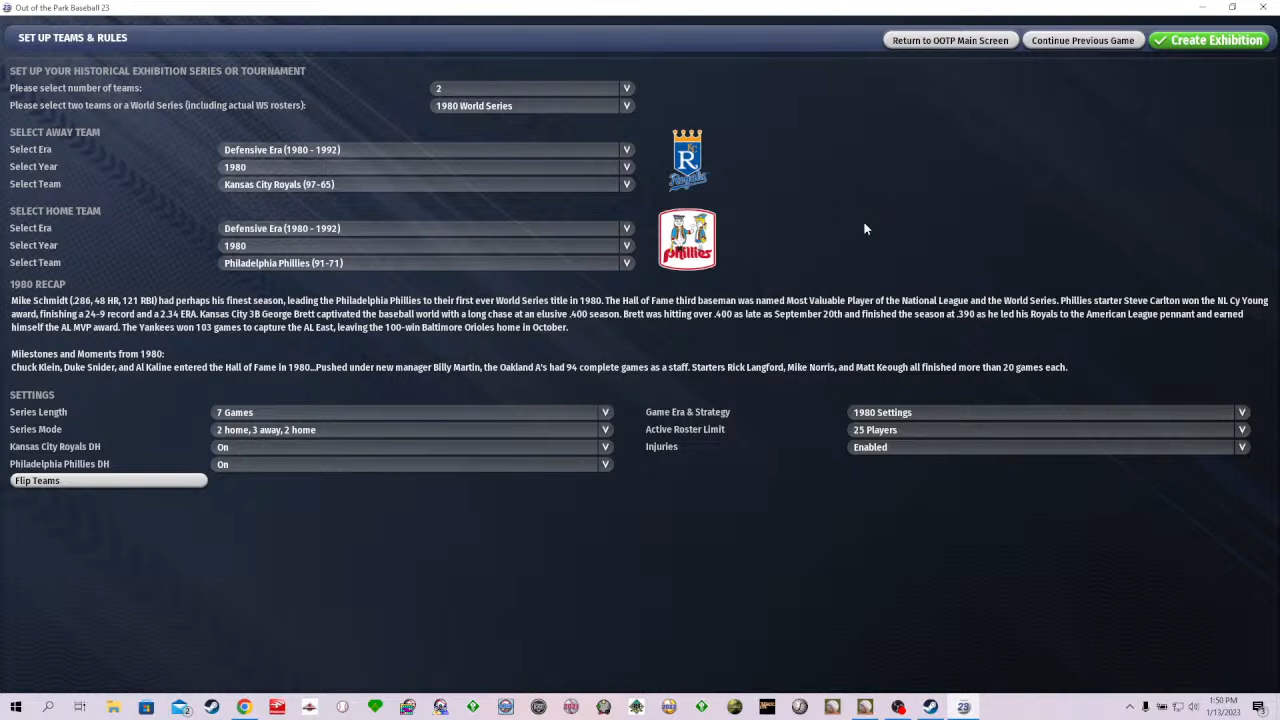 Out of the Park Baseball 23
SET UP TEAMS & RULES
Return to OOTP Main Screen
Continue Previous Game
Create Exhibition
SET UP YOUR HISTORICAL EXHIBITION SERIES OR TOURNAMENT
Please select number of teams: 2
Please select two teams or a World Series (including actual WS rosters): 1980 World Series
SELECT AWAY TEAM
Select Era Defensive Era (1980 - 1992)
Select Year 1980
Select Team Kansas City Royals (97-65)
KC
R
Royals
SELECT HOME TEAM
Select Era Defensive Era (1980 - 1992)
Select Year 1980
Select Team Philadelphia Phillies (91-71)
phillies
1980 RECAP
Mike Schmidt (.286, 48 HR, 121 RBI) had perhaps his finest season, leading the Philadelphia Phillies to their first ever World Series title in 1980. The Hall of Fame third baseman was named Most Valuable Player of the National League and the World Series. Phillies starter Steve Carlton won the NL Cy Young
award, finishing a 24-9 record and a 2.34 ERA. Kansas City 3B George Brett captivated the baseball world with a long chase at an elusive .400 season. Brett was hitting over .400 as late as September 20th and finished the season at .390 as he led his Royals to the American League pennant and earned
himself the AL MVP award. The Yankees won 103 games to capture the AL East, leaving the 100-win Baltimore Orioles home in October.
Milestones and Moments from 1980:
Chuck Klein, Duke Snider, and Al Kaline entered the Hall of Fame in 1980...Pushed under new manager Billy Martin, the Oakland A's had 94 complete games as a staff. Starters Rick Langford, Mike Norris, and Matt Keough all finished more than 20 games each.
SETTINGS
Series Length 7 Games
Game Era & Strategy 1980 Settings
Series Mode 2 home, 3 away, 2 home
Active Roster Limit 25 Players
Kansas City Royals DH On
Injuries Enabled
Philadelphia Phillies DH On
Flip Teams
1:50 PM
1/13/2023